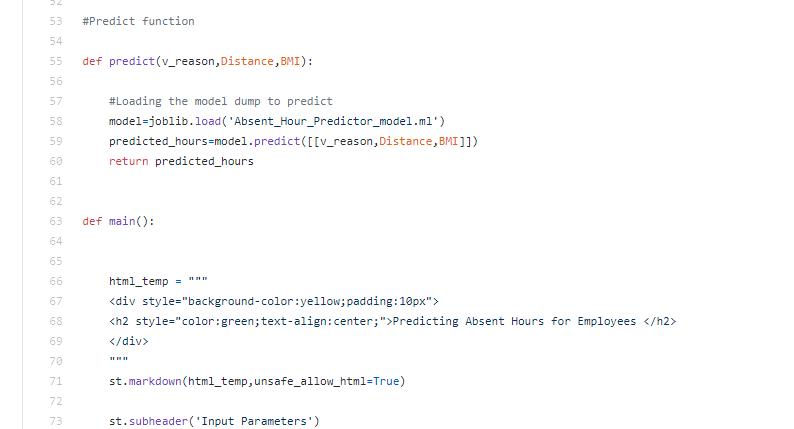 52
53 #Predict function
54
55 def predict(v_reason,Distance,BMI):
56
57 #Loading the model dump to predict
58 model=joblib.load('Absent_Hour_Predictor_model.ml')
59 predicted_hours=model.predict([[v_reason,Distance,BMI]])
60 return predicted_hours
61
62
63 def main():
64
65
66 html_temp = """
67 <div style="background-color:yellow;padding:10px">
68 <h2 style="color:green;text-align:center;">Predicting Absent Hours for Employees </h2>
69 </div>
70 """
71 st.markdown(html_temp,unsafe_allow_html=True)
72
73 st.subheader('Input Parameters')